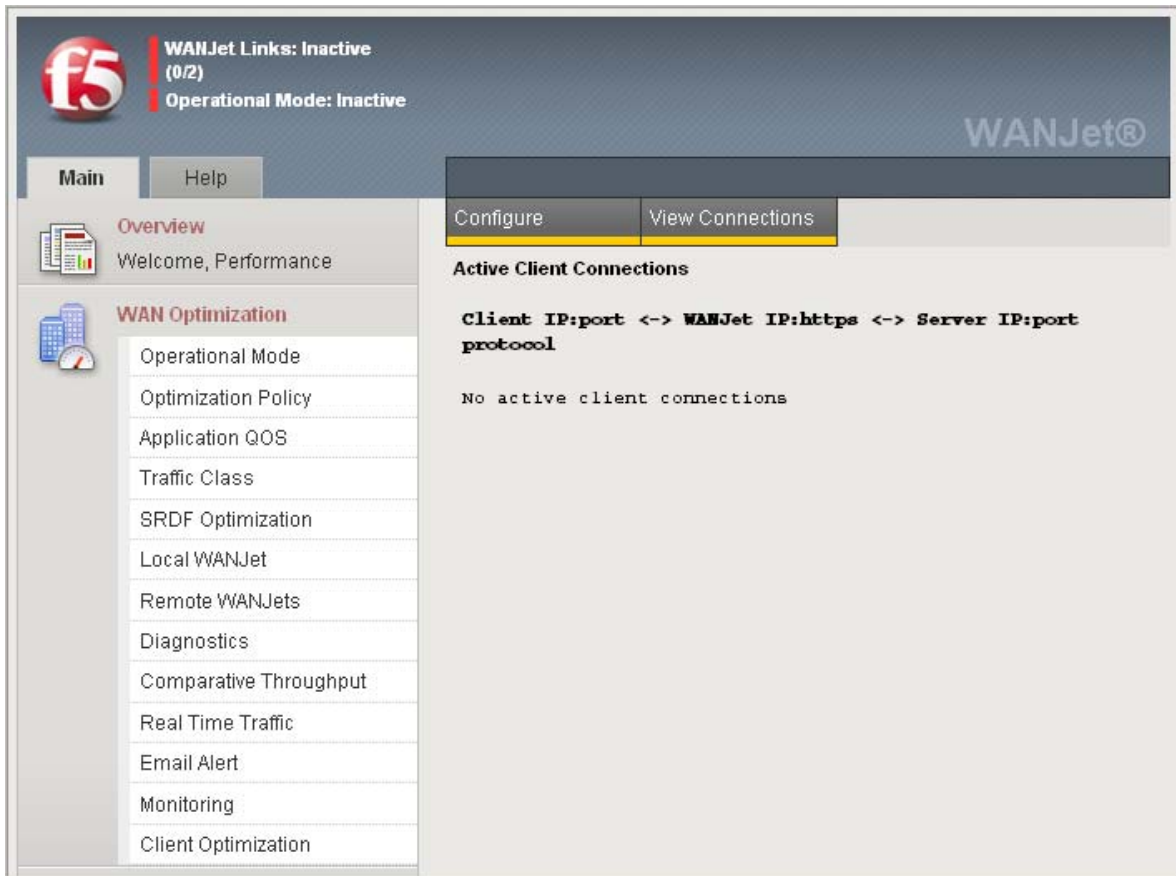 f5
WANJet Links: Inactive
(0/2)
Operational Mode: Inactive
WANJet®
Main
Help
Overview
Welcome, Performance
WAN Optimization
Operational Mode
Optimization Policy
Application QOS
Traffic Class
SRDF Optimization
Local WANJet
Remote WANJets
Diagnostics
Comparative Throughput
Real Time Traffic
Email Alert
Monitoring
Client Optimization
Configure
View Connections
Active Client Connections
Client IP:port <-> WANJet IP:https <-> Server IP:port
protocol
No active client connections